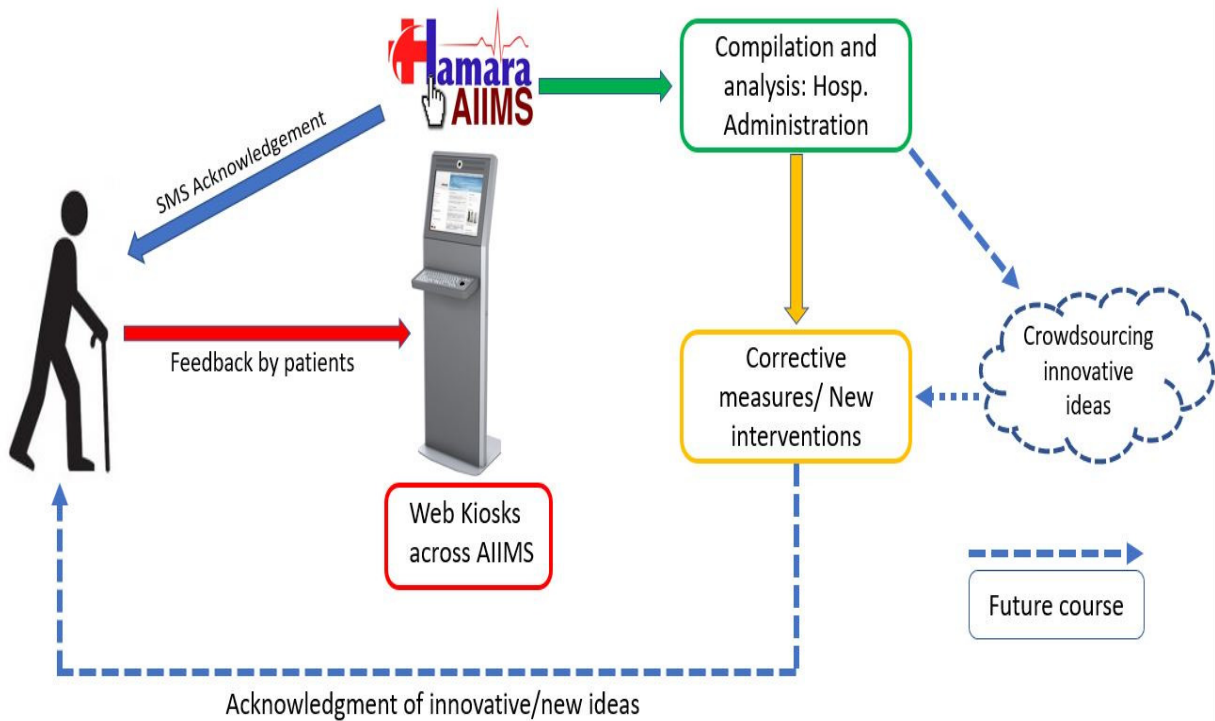 Hamara
AIIMS
Compilation and
analysis: Hosp.
Administration
SMS Acknowledgement
Feedback by patients
Corrective
measures/ New
interventions
Crowdsourcing
innovative
ideas
Web Kiosks
across AIIMS
Future course
Acknowledgment of innovative/new ideas